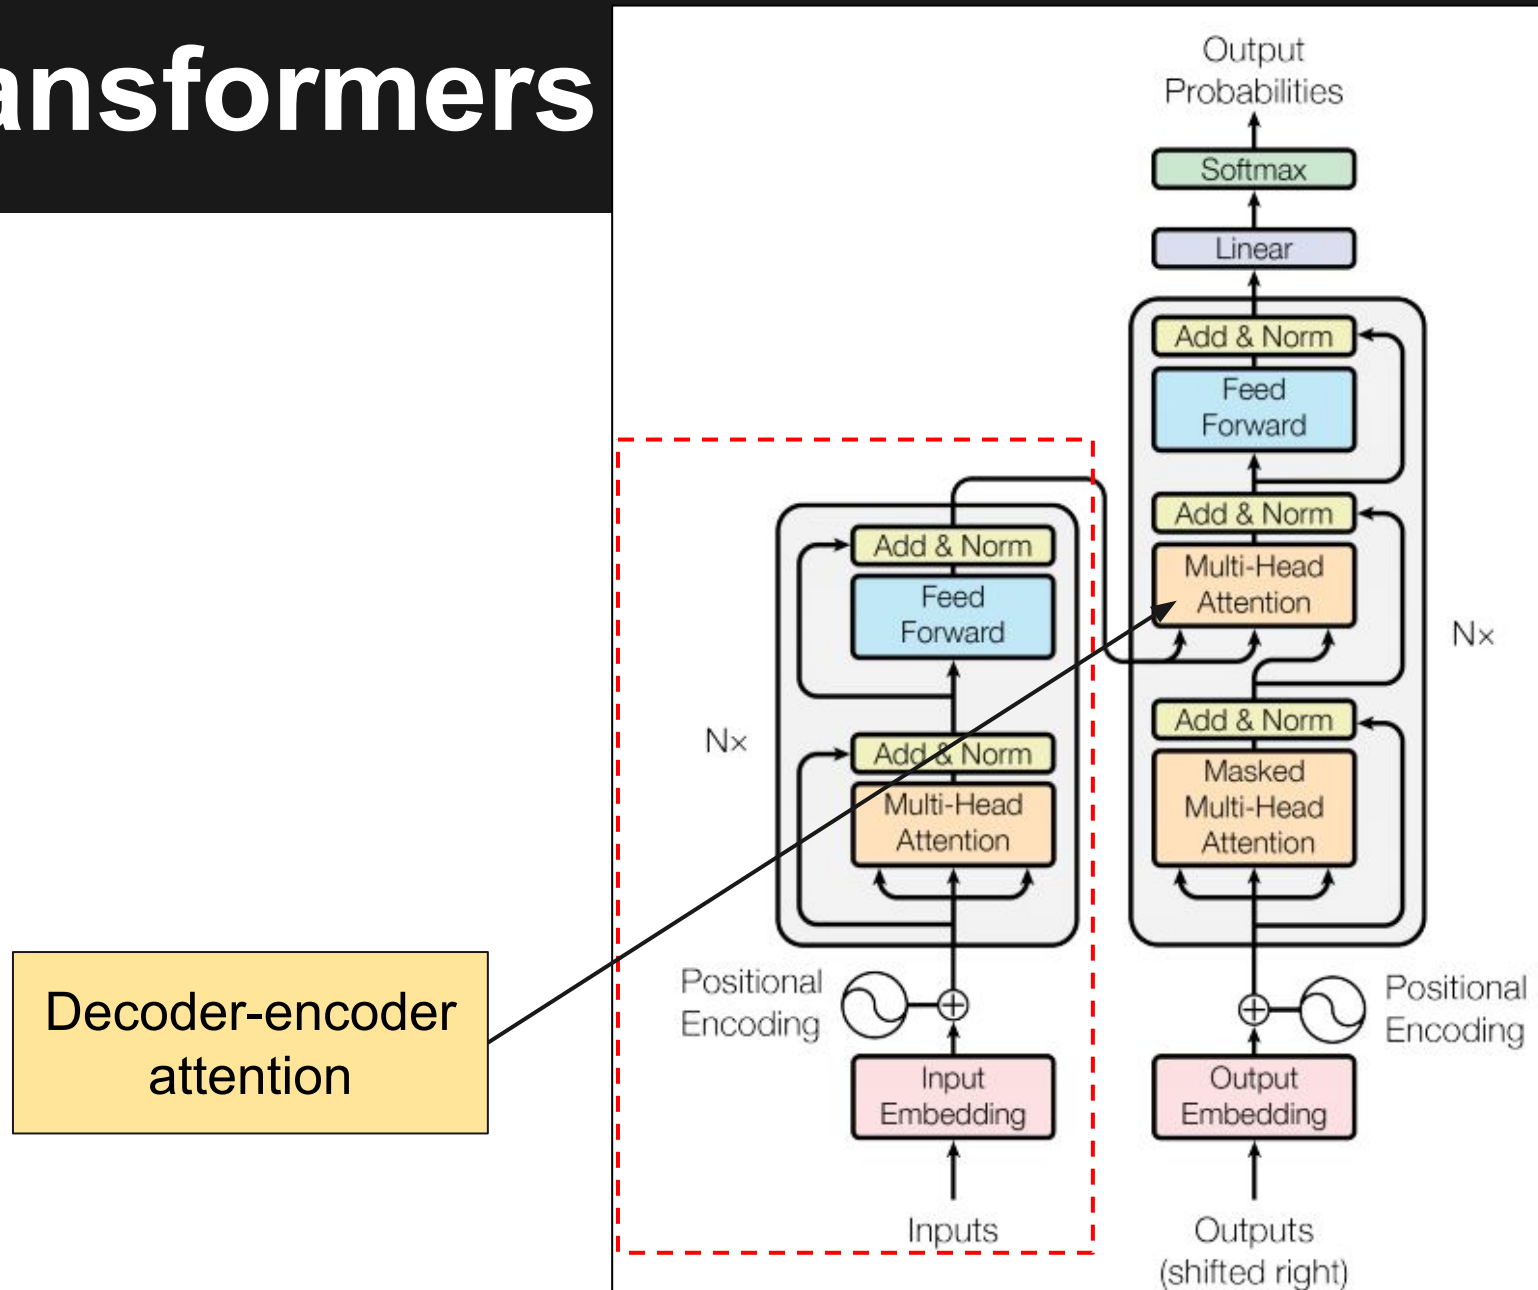 ansformers
Output
Probabilities
Softmax
Linear
Add & Norm
Feed
Forward
Add & Norm
Multi-Head
Attention
Nx
Add & Norm
Masked
Multi-Head
Attention
Add & Norm
Feed
Forward
Nx
Add & Norm
Multi-Head
Attention
Positional
Encoding
Input
Embedding
Inputs
Positional
Encoding
Output
Embedding
Outputs
(shifted right)
Decoder-encoder
attention